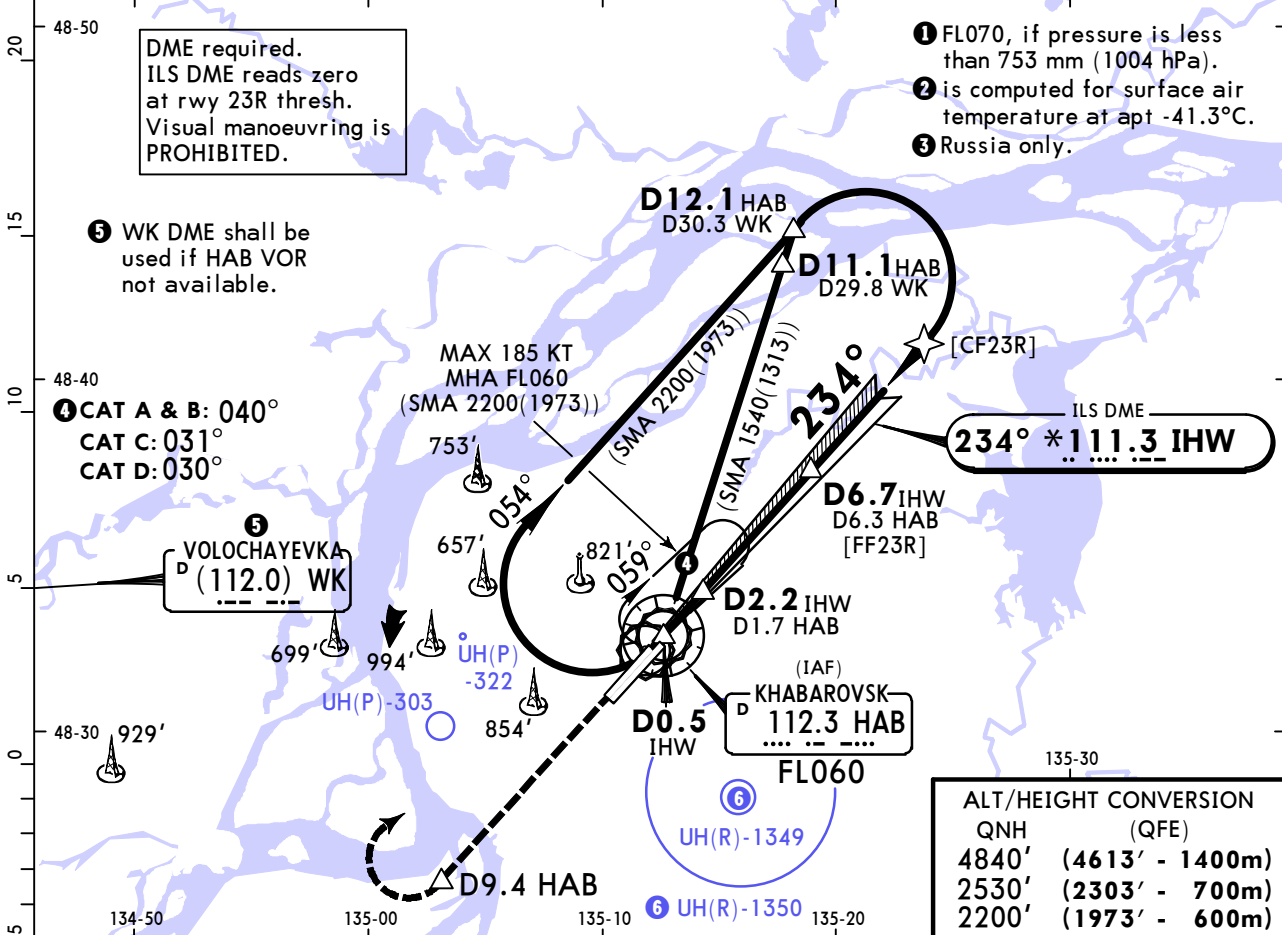 48-50
20
DME required.
ILS DME reads zero
at rwy 23R thresh.
Visual manoeuvring is
PROHIBITED.
❶ FL070, if pressure is less
than 753 mm (1004 hPa).
❷ is computed for surface air
temperature at apt -41.3°C.
❸ Russia only.
15
❺ WK DME shall be
used if HAB VOR
not available.
D12.1 HAB
D30.3 WK
D11.1 HAB
D29.8 WK
[CF23R]
48-40
10
MAX 185 KT
MHA FL060
(SMA 2200(1973))
(SMA 2200(1973))
(SMA 1540(1313))
234°
❹ CAT A & B: 040°
CAT C: 031°
CAT D: 030°
ILS DME
234° *111.3 IHW
753'
054°
D6.7 IHW
D6.3 HAB
[FF23R]
❺
VOLOCHAYEVKA
D (112.0) WK
657'
821'
059°
❹
5
D2.2 IHW
D1.7 HAB
699'
994'
UH(P)
-322
UH(P)-303
854'
D0.5
IHW
(IAF)
KHABAROVSK
D 112.3 HAB
FL060
48-30
929'
0
135-30
❻
UH(R)-1349
❻ UH(R)-1350
D9.4 HAB
ALT/HEIGHT CONVERSION
QNH (QFE)
4840' (4613' - 1400m)
2530' (2303' - 700m)
2200' (1973' - 600m)
5
134-50
135-00
135-10
135-20